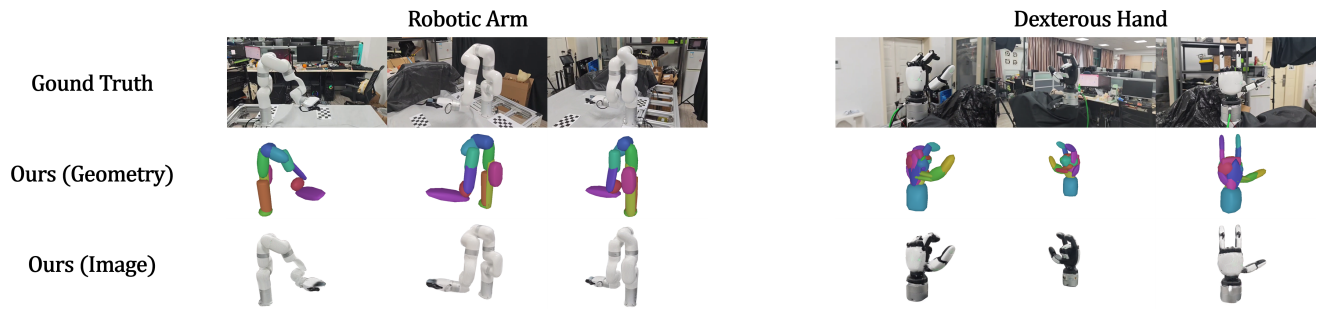 Robotic Arm
Dexterous Hand
Gound Truth
Ours (Geometry)
Ours (Image)